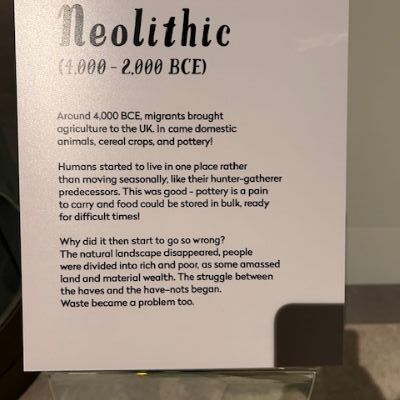 Neolithic
(4,000 - 2,000 BCE)
Around 4,000 BCE, migrants brought
agriculture to the UK. In came domestic
animals, cereal crops, and pottery!
Humans started to live in one place rather
than moving seasonally, like their hunter-gatherer
predecessors. This was good - pottery is a pain
to carry and food could be stored in bulk, ready
for difficult times!
Why did it then start to go so wrong?
The natural landscape disappeared, people
were divided into rich and poor, as some amassed
land and material wealth. The struggle between
the haves and the have-nots began.
Waste became a problem too.